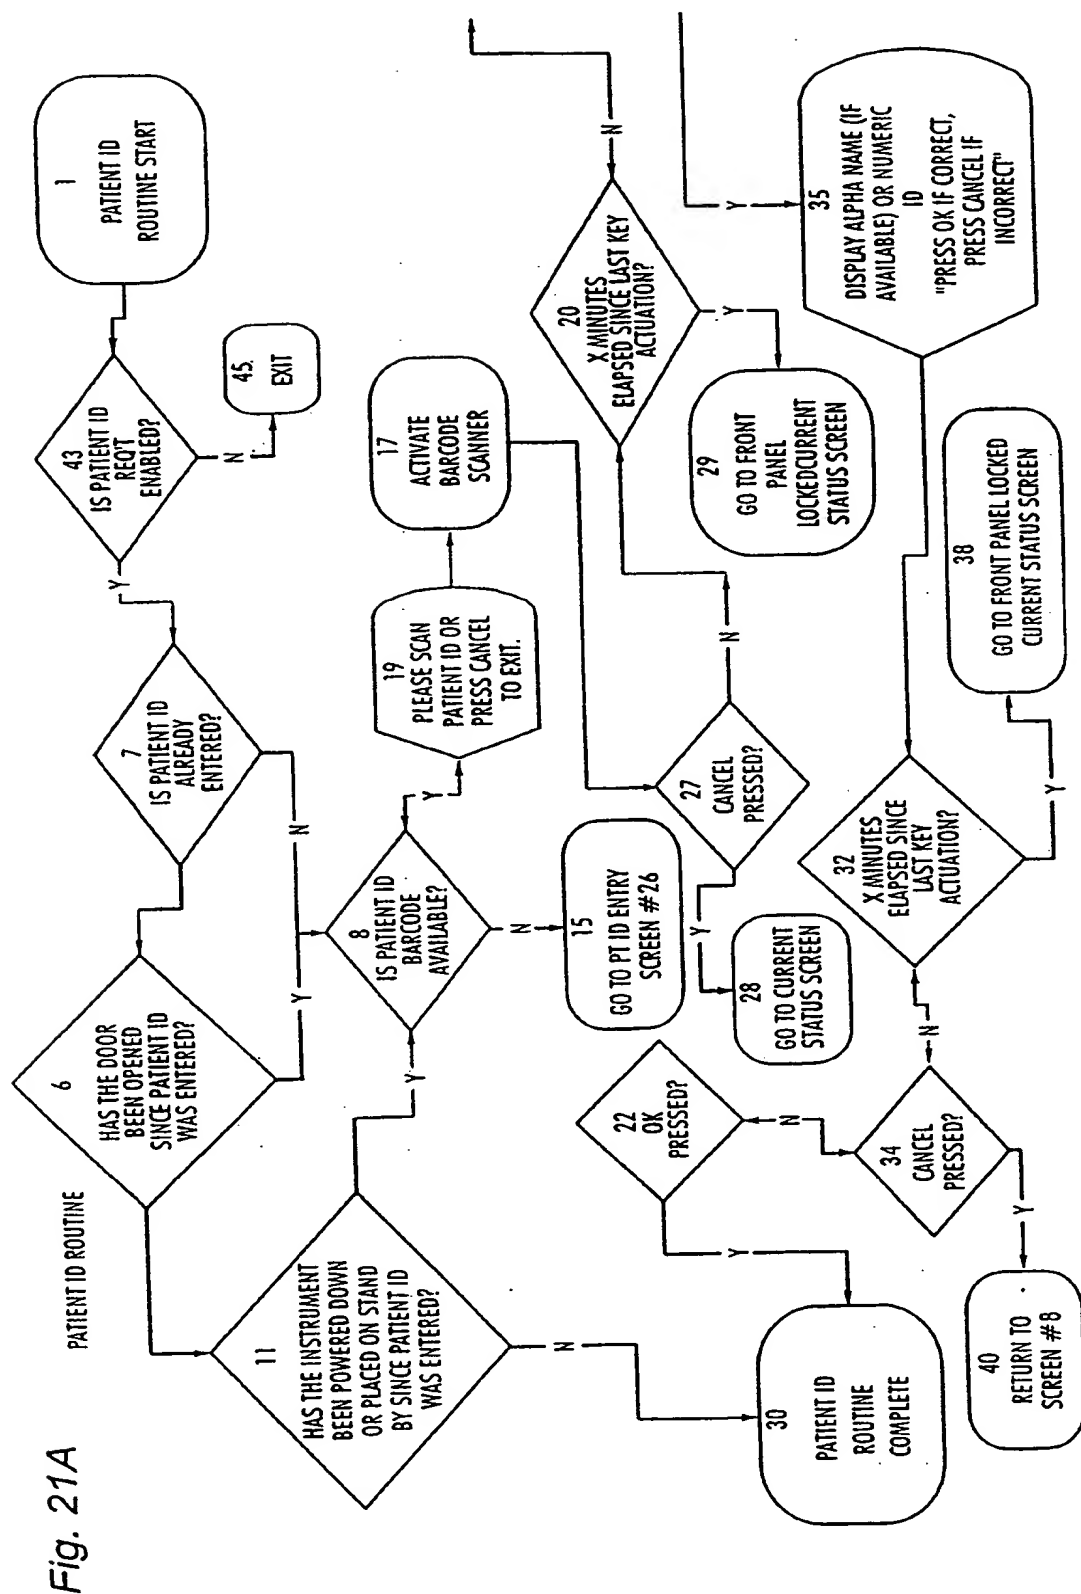 Fig. 21A
PATIENT ID ROUTINE
1
PATIENT ID
ROUTINE START
43
IS PATIENT ID
REQ'T
ENABLED?
N
45.
EXIT
Y
7
IS PATIENT ID
ALREADY
ENTERED?
N
6
HAS THE DOOR
BEEN OPENED
SINCE PATIENT ID
WAS ENTERED?
Y
11
HAS THE INSTRUMENT
BEEN POWERED DOWN
OR PLACED ON STAND
BY SINCE PATIENT ID
WAS ENTERED?
Y
N
8
IS PATIENT ID
BARCODE
AVAILABLE?
Y
N
19
PLEASE SCAN
PATIENT ID OR
PRESS CANCEL
TO EXIT.
17
ACTIVATE
BARCODE
SCANNER
15
GO TO PT ID ENTRY
SCREEN #26
27
CANCEL
PRESSED?
Y
N
28
GO TO CURRENT
STATUS SCREEN
20
X MINUTES
ELAPSED SINCE LAST KEY
ACTUATION?
N
Y
29
GO TO FRONT
PANEL
LOCKEDCURRENT
STATUS SCREEN
Y
35
DISPLAY ALPHA NAME (IF
AVAILABLE) OR NUMERIC
ID
"PRESS OK IF CORRECT,
PRESS CANCEL IF
INCORRECT"
32
X MINUTES
ELAPSED SINCE
LAST KEY
ACTUATION?
Y
N
38
GO TO FRONT PANEL LOCKED
CURRENT STATUS SCREEN
34
CANCEL
PRESSED?
N
Y
22
OK
PRESSED?
Y
30
PATIENT ID
ROUTINE
COMPLETE
40
RETURN TO
SCREEN #8